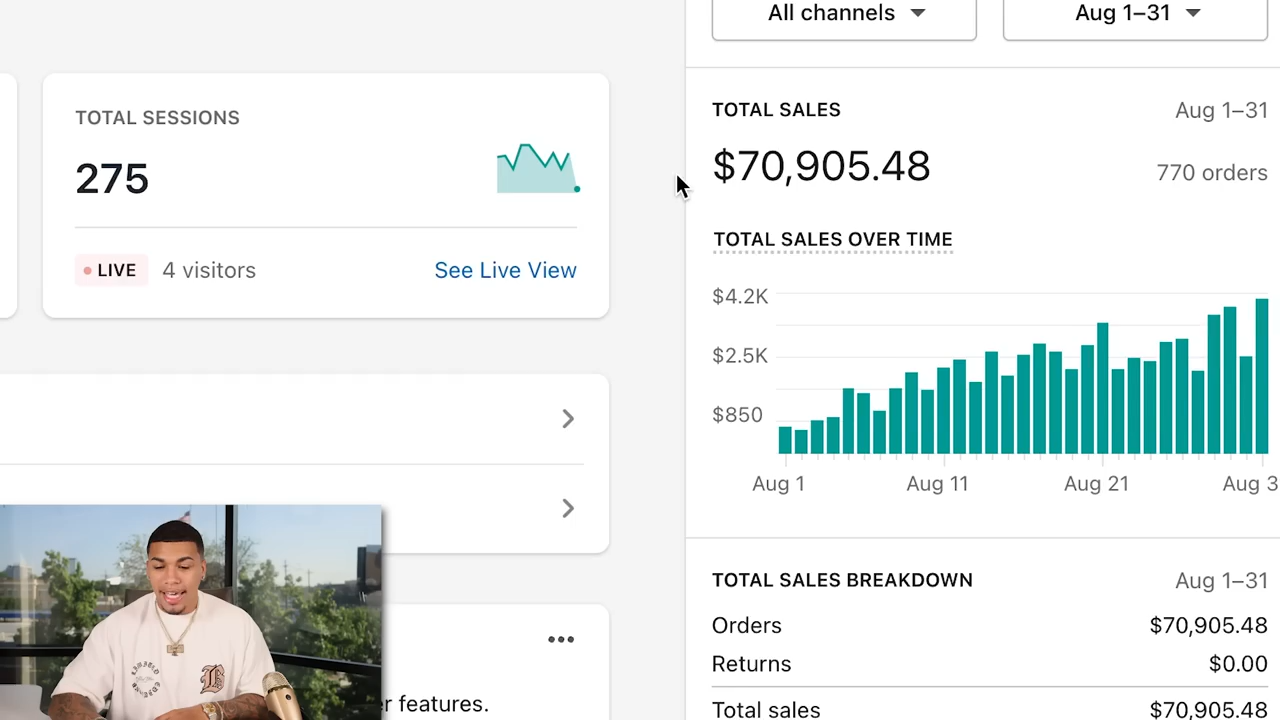 All channels
Aug 1–31
TOTAL SESSIONS
275
LIVE
4 visitors
See Live View
TOTAL SALES
Aug 1–31
$70,905.48
770 orders
TOTAL SALES OVER TIME
$4.2K
$2.5K
$850
Aug 1
Aug 11
Aug 21
Aug 3
TOTAL SALES BREAKDOWN
Aug 1–31
Orders
$70,905.48
Returns
$0.00
Total sales
$70,905.48
r features.